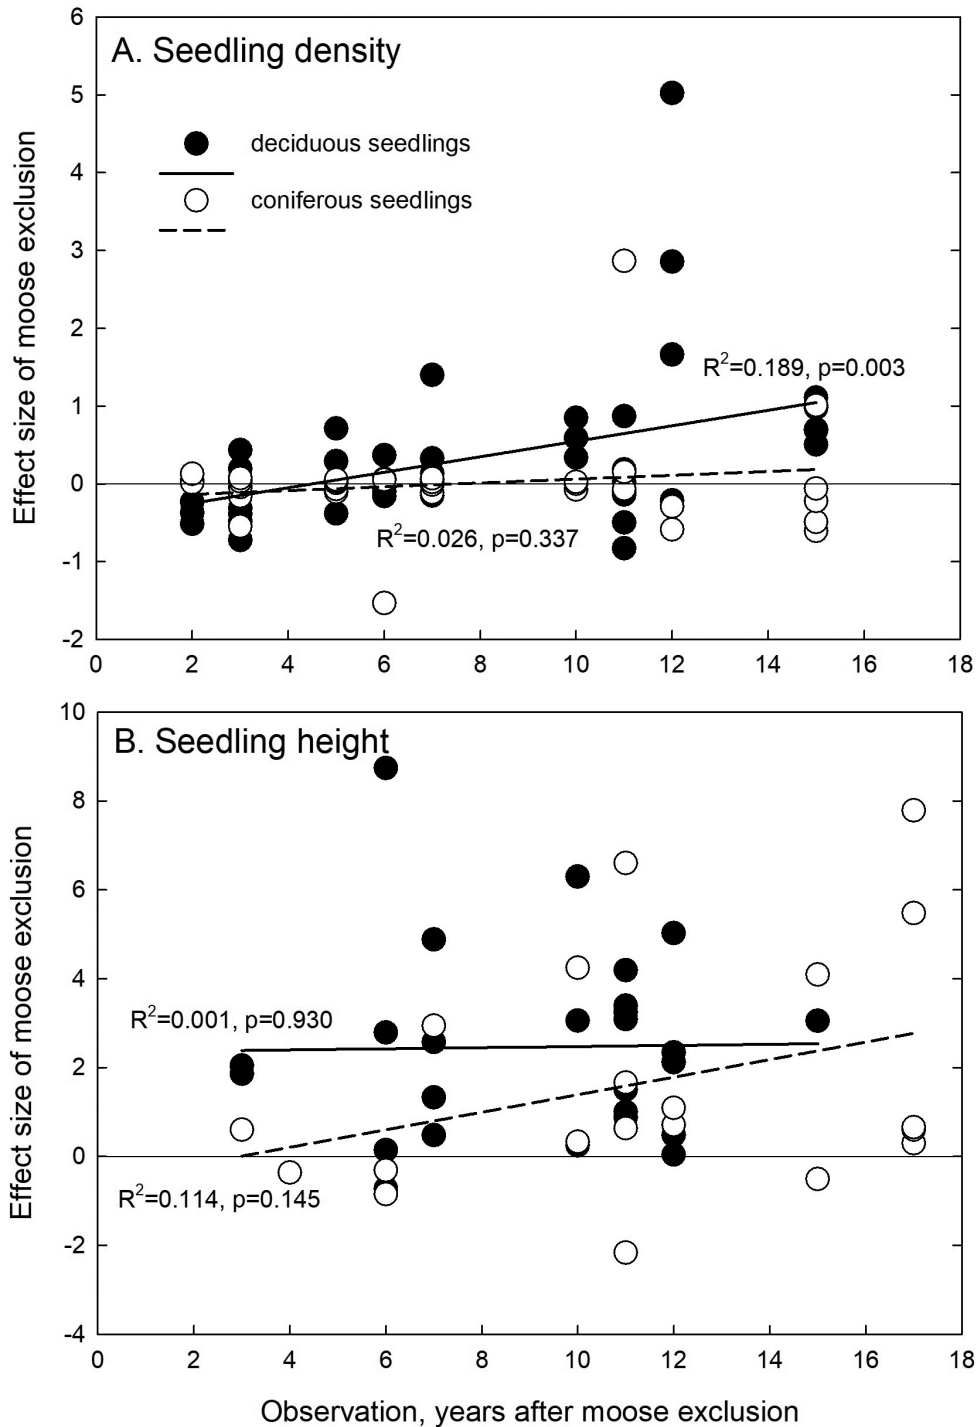 6
A. Seedling density
5
deciduous seedlings
4
coniferous seedlings
3
2
R²=0.189, p=0.003
1
0
R²=0.026, p=0.337
-1
-2
0 2 4 6 8 10 12 14 16 18
Effect size of moose exclusion
10
B. Seedling height
8
6
4
R²=0.001, p=0.930
2
0
R²=0.114, p=0.145
-2
-4
0 2 4 6 8 10 12 14 16 18
Effect size of moose exclusion
Observation, years after moose exclusion